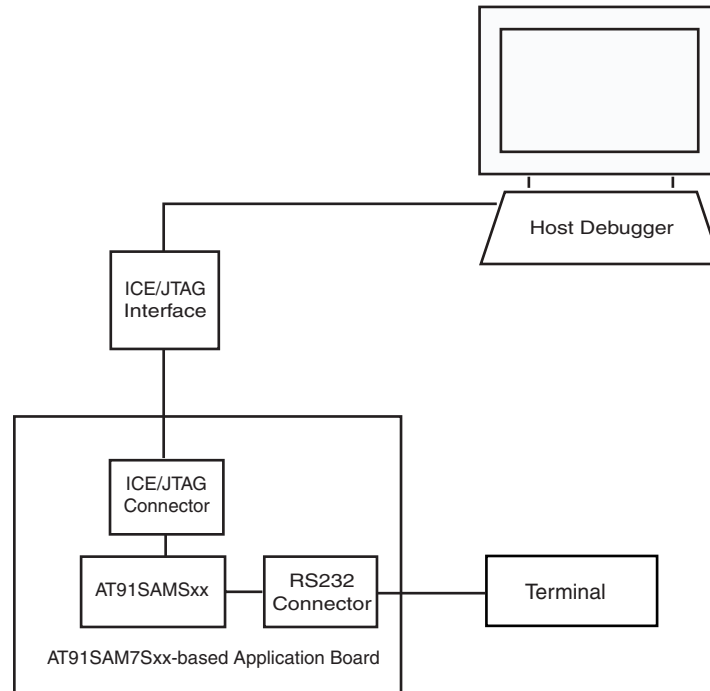 Host Debugger
ICE/JTAG
Interface
ICE/JTAG
Connector
AT91SAMSxx
RS232
Connector
Terminal
AT91SAM7Sxx-based Application Board